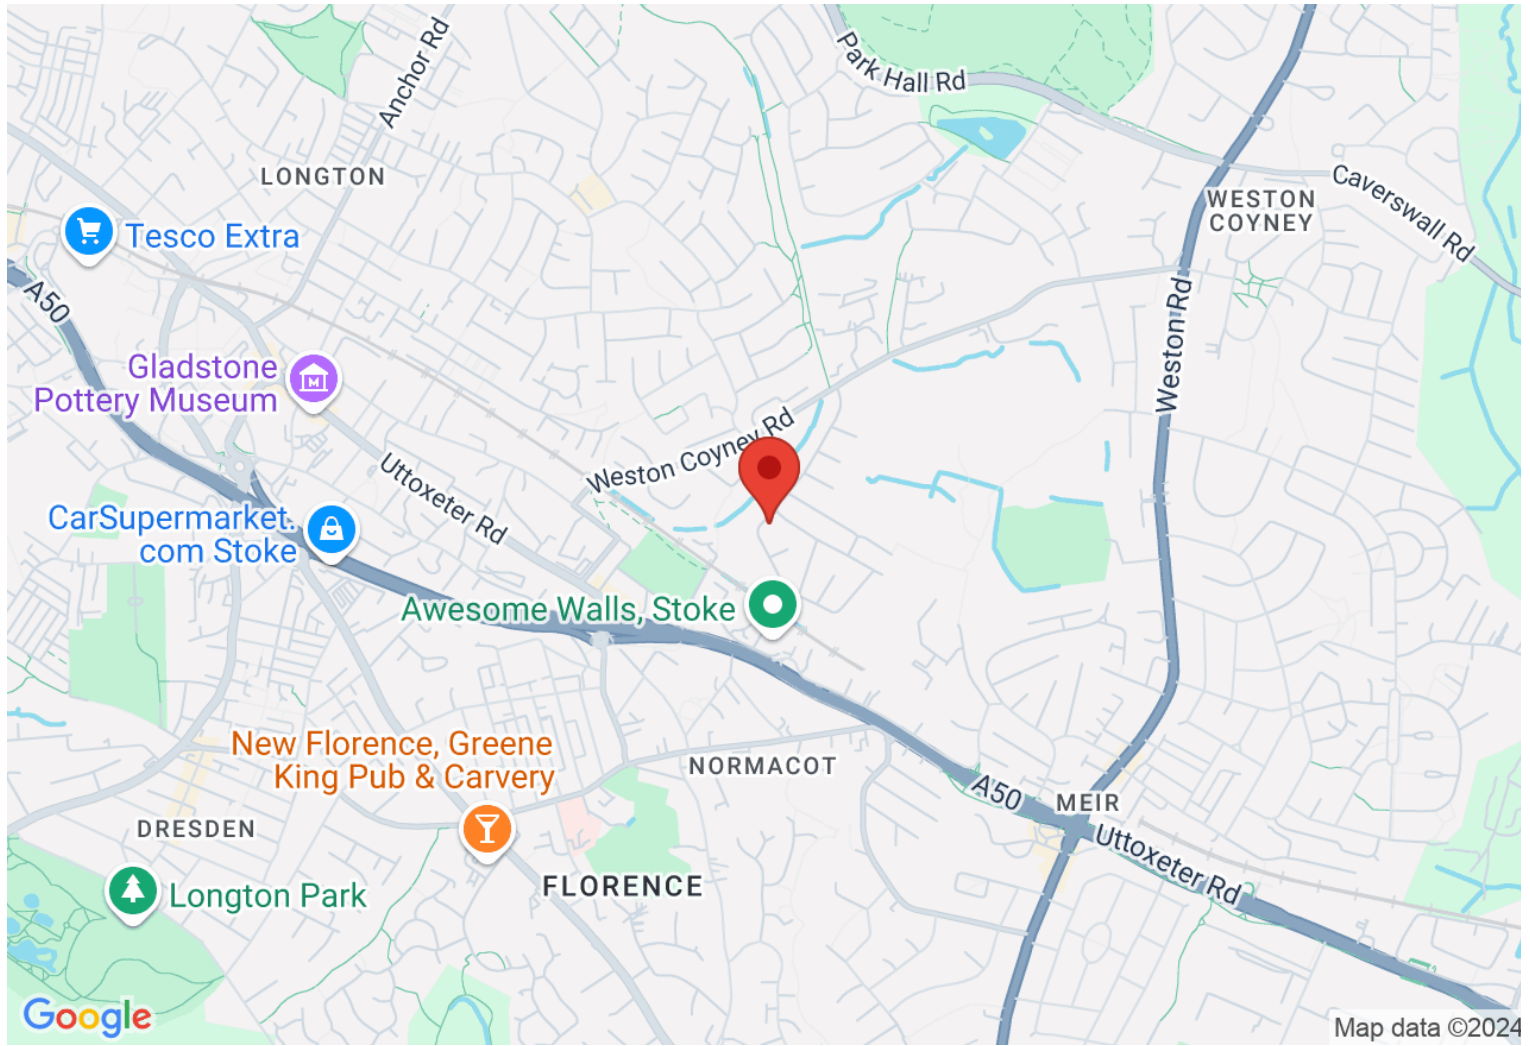 Anchor Rd
Park Hall Rd
LONGTON
WESTON
COYNEY
Caverswall Rd
Tesco Extra
A50
Weston Rd
Gladstone
Pottery Museum
Weston Coyney Rd
Uttoxeter Rd
CarSupermarket.
com Stoke
Awesome Walls, Stoke
New Florence, Greene
King Pub & Carvery
NORMACOT
A50
MEIR
DRESDEN
Uttoxeter Rd
FLORENCE
Longton Park
Google
Map data ©2024